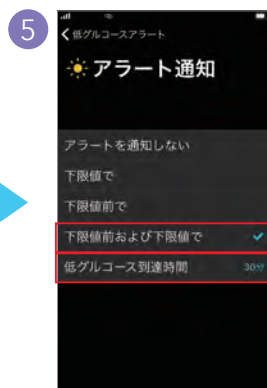 5
低グルコースアラート
アラート通知
アラートを通知しない
下限値で
下限値前で
下限値前および下限値で
低グルコース到達時間 30分